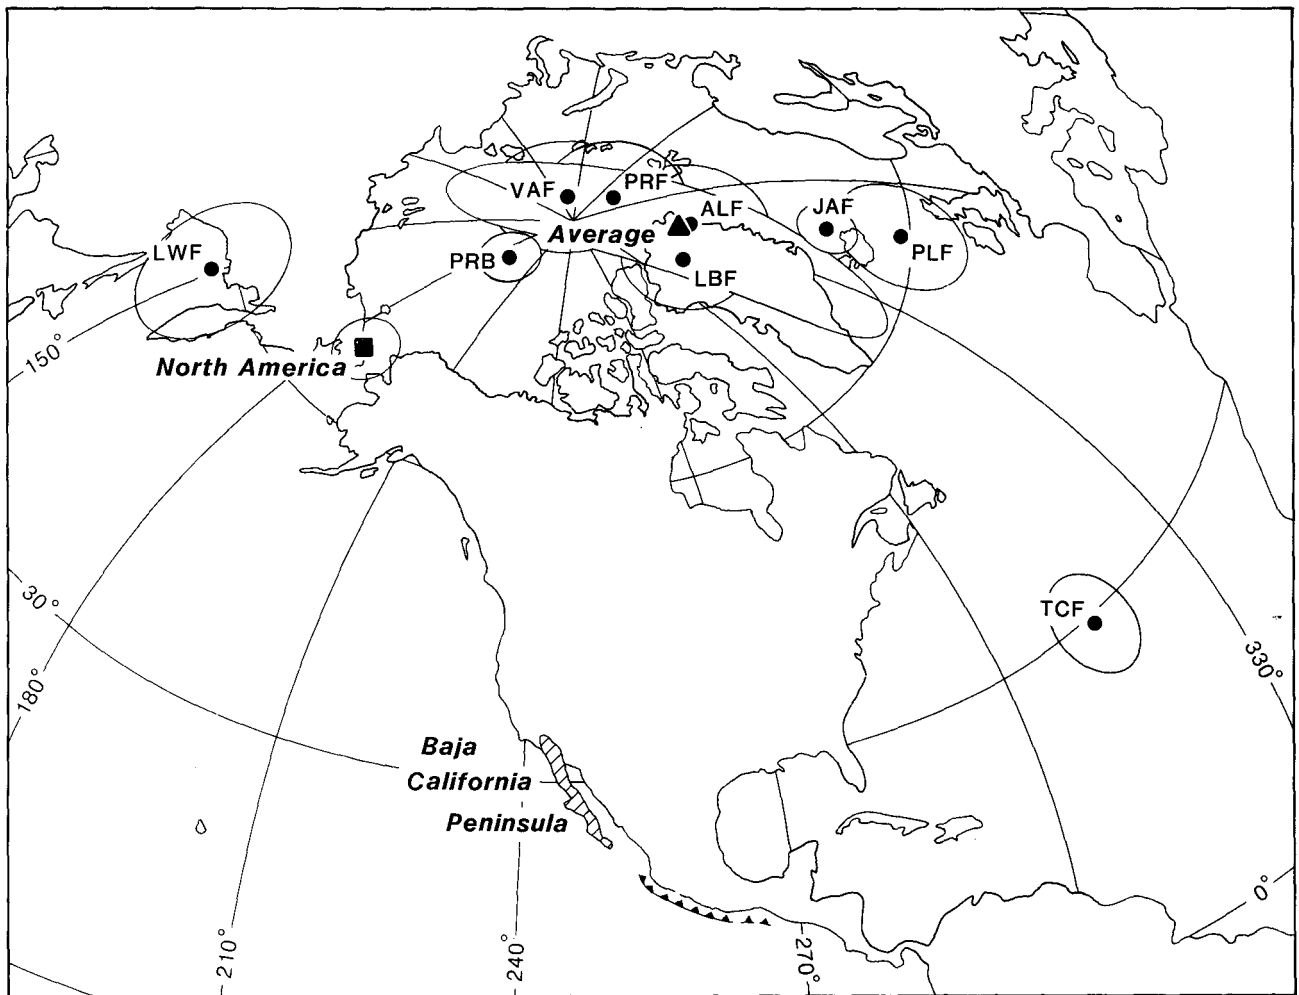 VAF
PRF
ALF
JAF
LWF
Average
PLF
PRB
LBF
150°
North America
30°
TCF
180°
330°
Baja
California
Peninsula
0°
210°
240°
270°